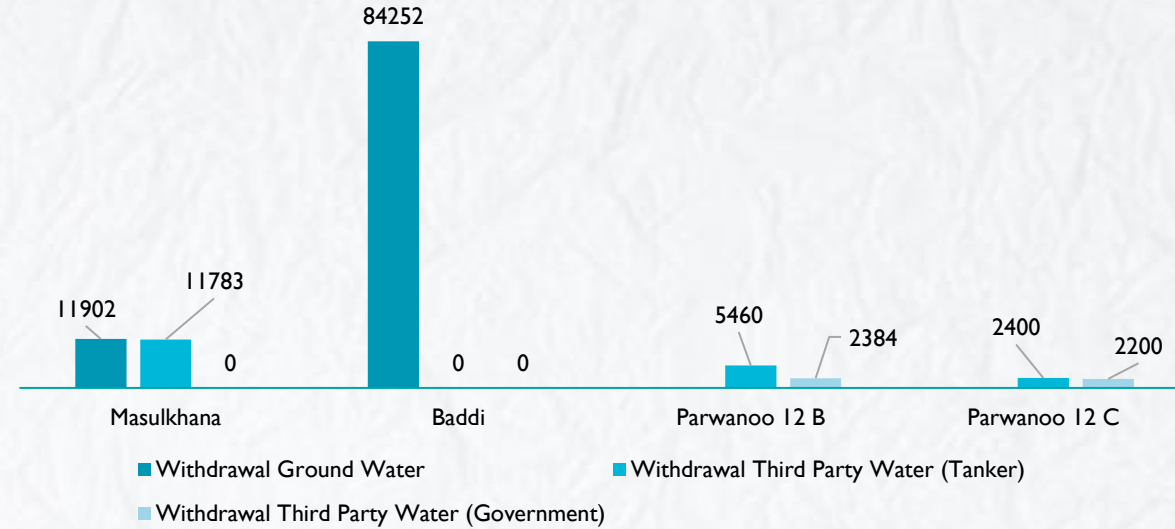 84252
11902
11783
0
0
0
5460
2384
2400
2200
Masulkhana
Baddi
Parwanoo 12 B
Parwanoo 12 C
Withdrawal Ground Water
Withdrawal Third Party Water (Tanker)
Withdrawal Third Party Water (Government)